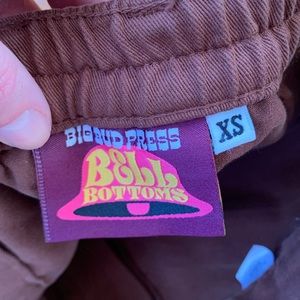 BIG BUD PRESS
XS
BELL
BOTTOMS